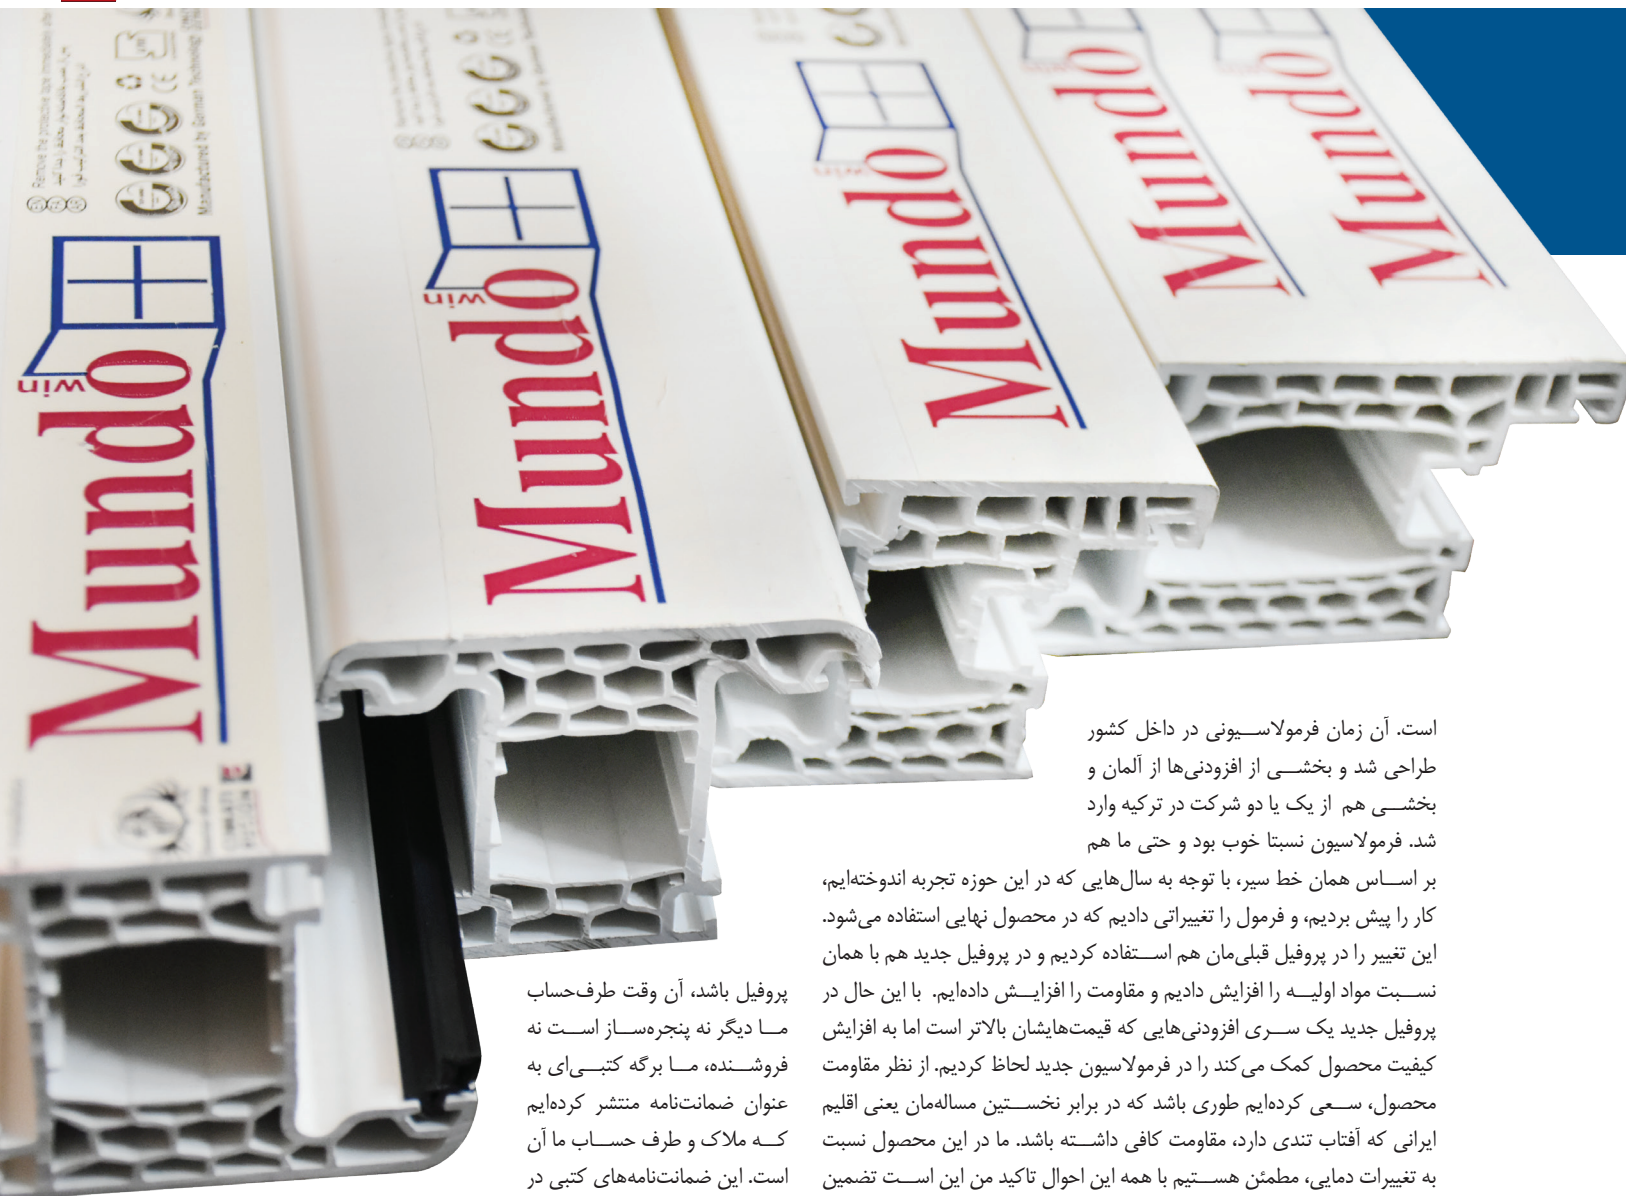 Remove the protective tape immediately after
Manufactured by German Technology
Mundo
win
Mundo
win
Mundo
win
Mundo
Mundo
است. آن زمان فرمولاسیونی در داخل کشور
طراحی شد و بخشی از افزودنی‌ها از آلمان و
بخشی هم از یک یا دو شرکت در ترکیه وارد
شد. فرمولاسیون نسبتا خوب بود و حتی ما هم
بر اساس همان خط سیر، با توجه به سال‌هایی که در این حوزه تجربه اندوخته‌ایم،
کار را پیش بردیم، و فرمول را تغییراتی دادیم که در محصول نهایی استفاده می‌شود.
این تغییر را در پروفیل قبلی‌مان هم استفاده کردیم و در پروفیل جدید هم با همان
نسبت مواد اولیه را افزایش دادیم و مقاومت را افزایش داده‌ایم. با این حال در
پروفیل جدید یک سری افزودنی‌هایی که قیمت‌هایشان بالاتر است اما به افزایش
کیفیت محصول کمک می‌کند را در فرمولاسیون جدید لحاظ کردیم. از نظر مقاومت
محصول، سعی کرده‌ایم طوری باشد که در برابر نخستین مساله‌مان یعنی اقلیم
ایرانی که آفتاب تندی دارد، مقاومت کافی داشته باشد. ما در این محصول نسبت
به تغییرات دمایی، مطمئن هستیم با همه این احوال تاکید من این است تضمین
پروفیل باشد، آن وقت طرف‌حساب
ما دیگر نه پنجره‌ساز است نه
فروشنده، ما برگه کتبی‌ای به
عنوان ضمانت‌نامه منتشر کرده‌ایم
که ملاک و طرف حساب ما آن
است. این ضمانت‌نامه‌های کتبی در